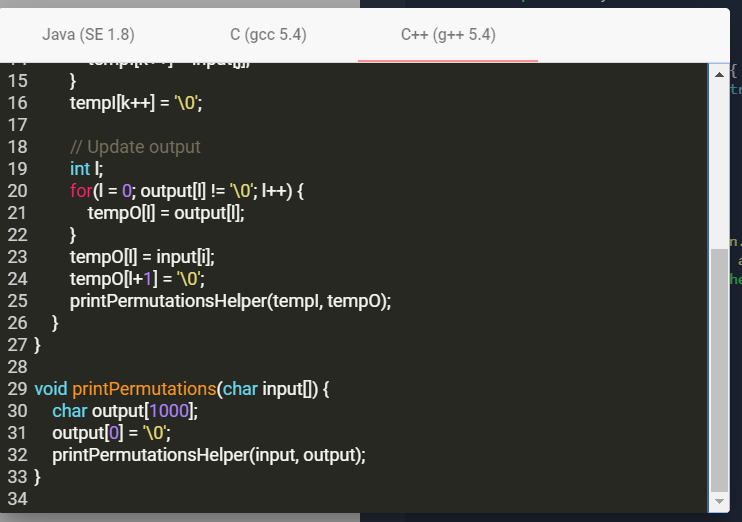 Java (SE 1.8) C (gcc 5.4) C++ (g++ 5.4)
15 }
16 tempI[k++] = '\0';
17
18 // Update output
19 int l;
20 for(l = 0; output[l] != '\0'; l++) {
21 tempO[l] = output[l];
22 }
23 tempO[l] = input[i];
24 tempO[l+1] = '\0';
25 printPermutationsHelper(tempI, tempO);
26 }
27 }
28
29 void printPermutations(char input[]) {
30 char output[1000];
31 output[0] = '\0';
32 printPermutationsHelper(input, output);
33 }
34